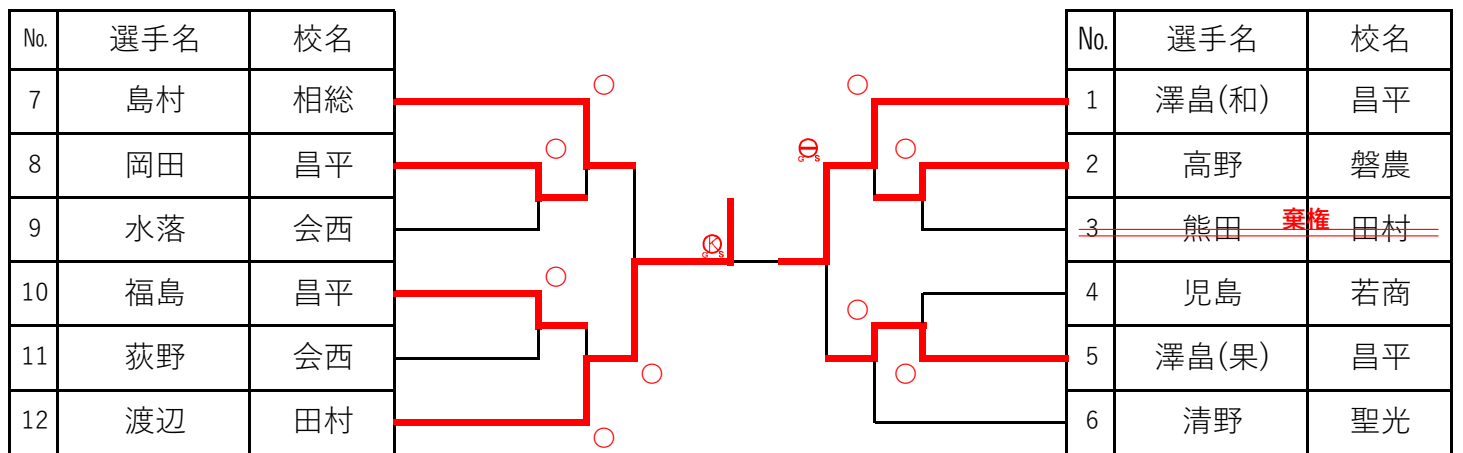 No. 選手名 校名
7 島村 相総
8 岡田 昌平
9 水落 会西
10 福島 昌平
11 荻野 会西
12 渡辺 田村
Ⓚ
G S
⊖
G S
No. 選手名 校名
1 澤畠(和) 昌平
2 高野 磐農
3 熊田 棄権 田村
4 児島 若商
5 澤畠(果) 昌平
6 清野 聖光